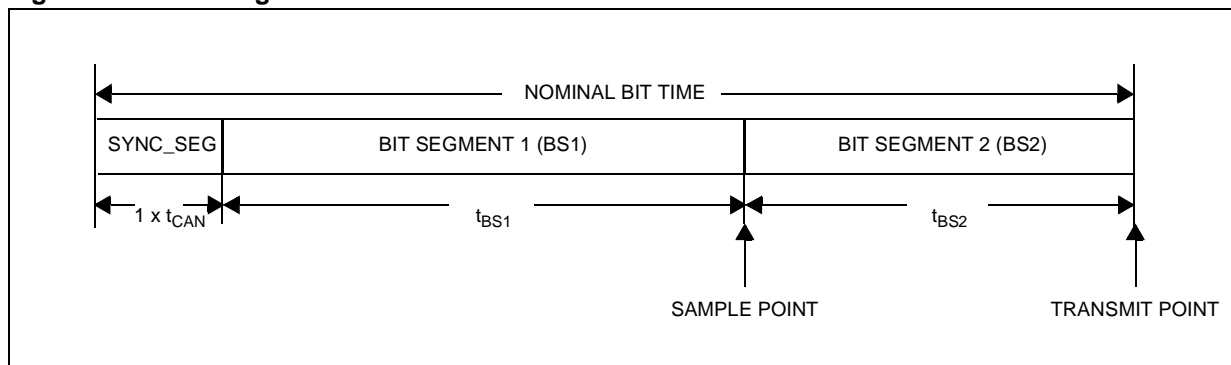 NOMINAL BIT TIME
SYNC_SEG BIT SEGMENT 1 (BS1) BIT SEGMENT 2 (BS2)
1 x tCAN tBS1 tBS2
SAMPLE POINT TRANSMIT POINT